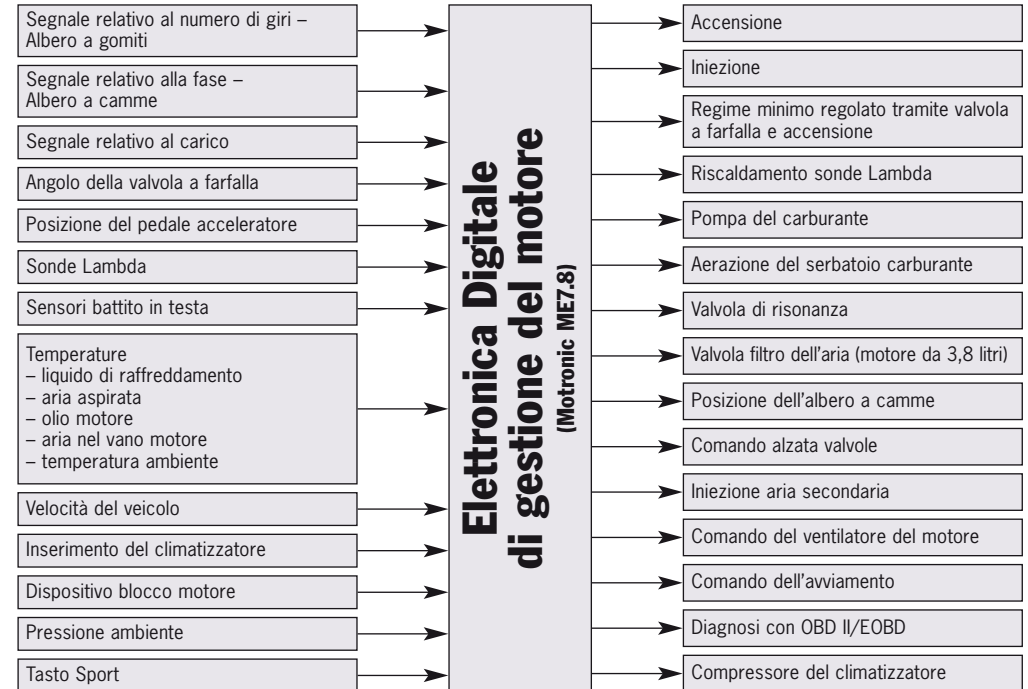 Segnale relativo al numero di giri –
Albero a gomiti
Segnale relativo alla fase –
Albero a camme
Segnale relativo al carico
Angolo della valvola a farfalla
Posizione del pedale acceleratore
Sonde Lambda
Sensori battito in testa
Temperature
– liquido di raffreddamento
– aria aspirata
– olio motore
– aria nel vano motore
– temperatura ambiente
Velocità del veicolo
Inserimento del climatizzatore
Dispositivo blocco motore
Pressione ambiente
Tasto Sport
Elettronica Digitale
di gestione del motore
(Motronic ME7.8)
Accensione
Iniezione
Regime minimo regolato tramite valvola
a farfalla e accensione
Riscaldamento sonde Lambda
Pompa del carburante
Aerazione del serbatoio carburante
Valvola di risonanza
Valvola filtro dell'aria (motore da 3,8 litri)
Posizione dell'albero a camme
Comando alzata valvole
Iniezione aria secondaria
Comando del ventilatore del motore
Comando dell'avviamento
Diagnosi con OBD II/EOBD
Compressore del climatizzatore